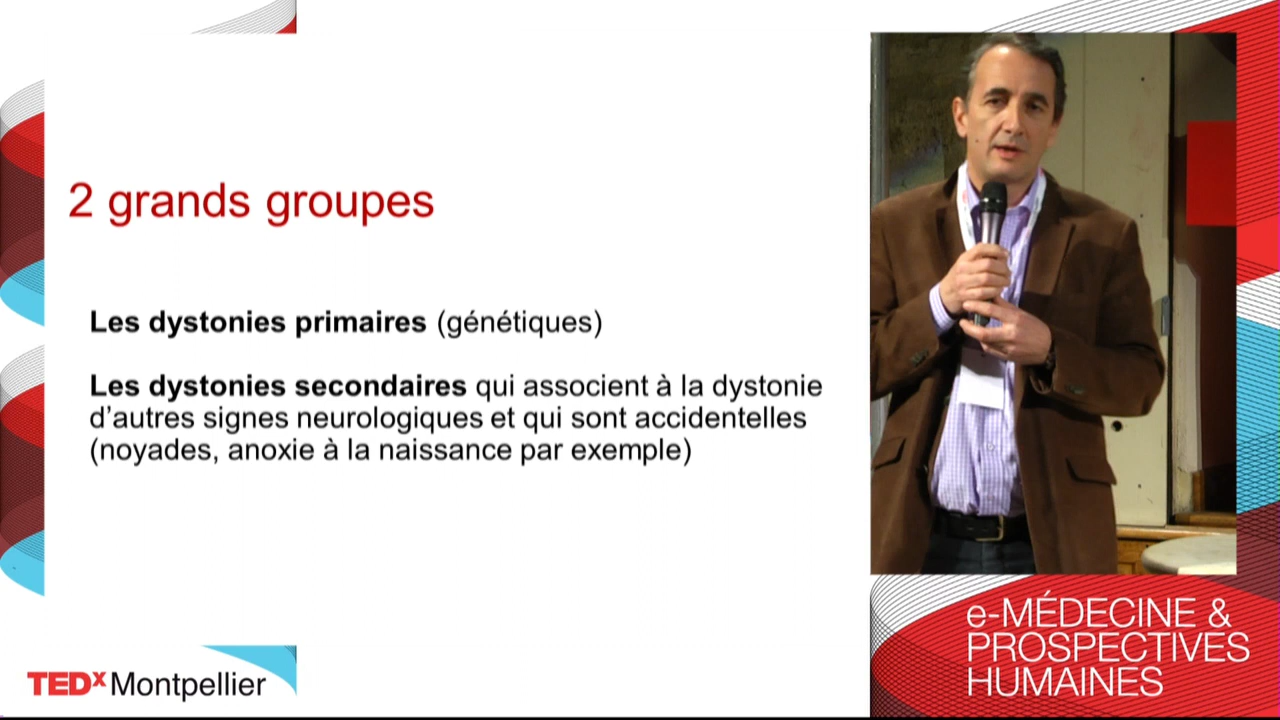 2 grands groupes
Les dystonies primaires (génétiques)
Les dystonies secondaires qui associent à la dystonie
d’autres signes neurologiques et qui sont accidentelles
(noyades, anoxie à la naissance par exemple)
TEDx Montpellier
e-MÉDECINE &
PROSPECTIVES
HUMAINES